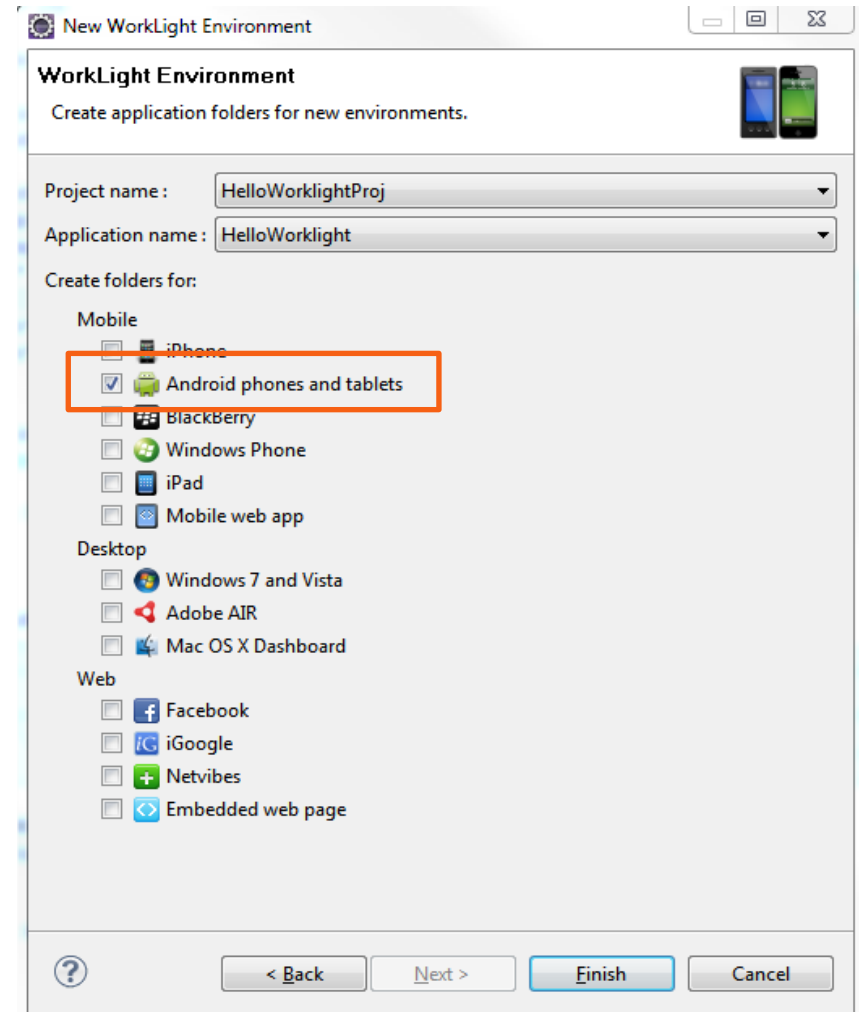 New WorkLight Environment
WorkLight Environment
Create application folders for new environments.
Project name : HelloWorklightProj
Application name : HelloWorklight
Create folders for:
Mobile
iPhone
Android phones and tablets
BlackBerry
Windows Phone
iPad
Mobile web app
Desktop
Windows 7 and Vista
Adobe AIR
Mac OS X Dashboard
Web
Facebook
iG iGoogle
Netvibes
Embedded web page
? < Back Next > Finish Cancel